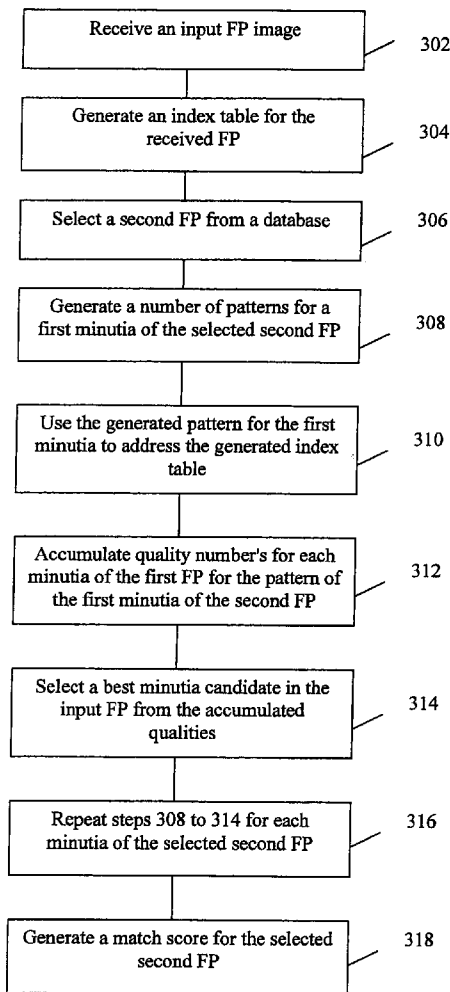 Receive an input FP image
302
Generate an index table for the
received FP
304
Select a second FP from a database
306
Generate a number of patterns for a
first minutia of the selected second FP
308
Use the generated pattern for the first
minutia to address the generated index
table
310
Accumulate quality number's for each
minutia of the first FP for the pattern of
the first minutia of the second FP
312
Select a best minutia candidate in the
input FP from the accumulated
qualities
314
Repeat steps 308 to 314 for each
minutia of the selected second FP
316
Generate a match score for the selected
second FP
318